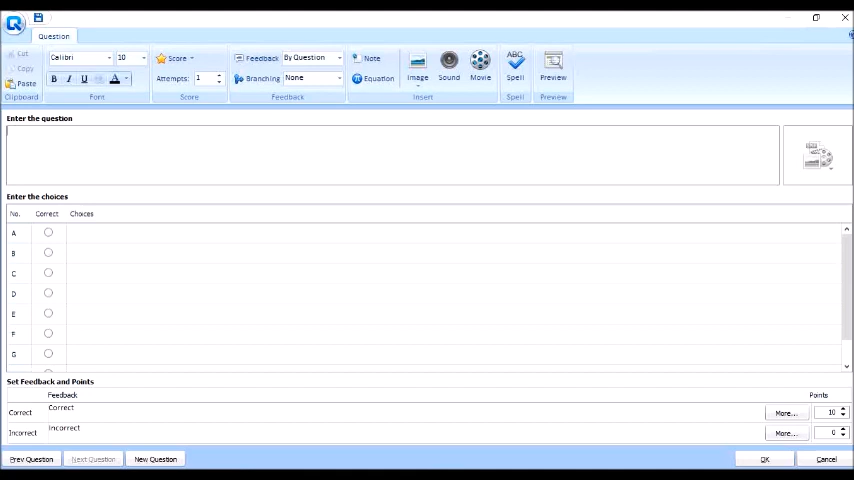 Question
Cut
Copy
Paste
Clipboard
Calibri
10
B I U
A
Font
Score
Attempts: 1
Score
Feedback By Question
Branching None
Feedback
Note
Equation
Image
Sound
Movie
Insert
ABC
Spell
Spell
Preview
Preview
Enter the question
Enter the choices
No. Correct Choices
A
B
C
D
E
F
G
Set Feedback and Points
Feedback Points
Correct Correct More... 10
Incorrect Incorrect More... 0
Prev Question Next Question New Question OK Cancel